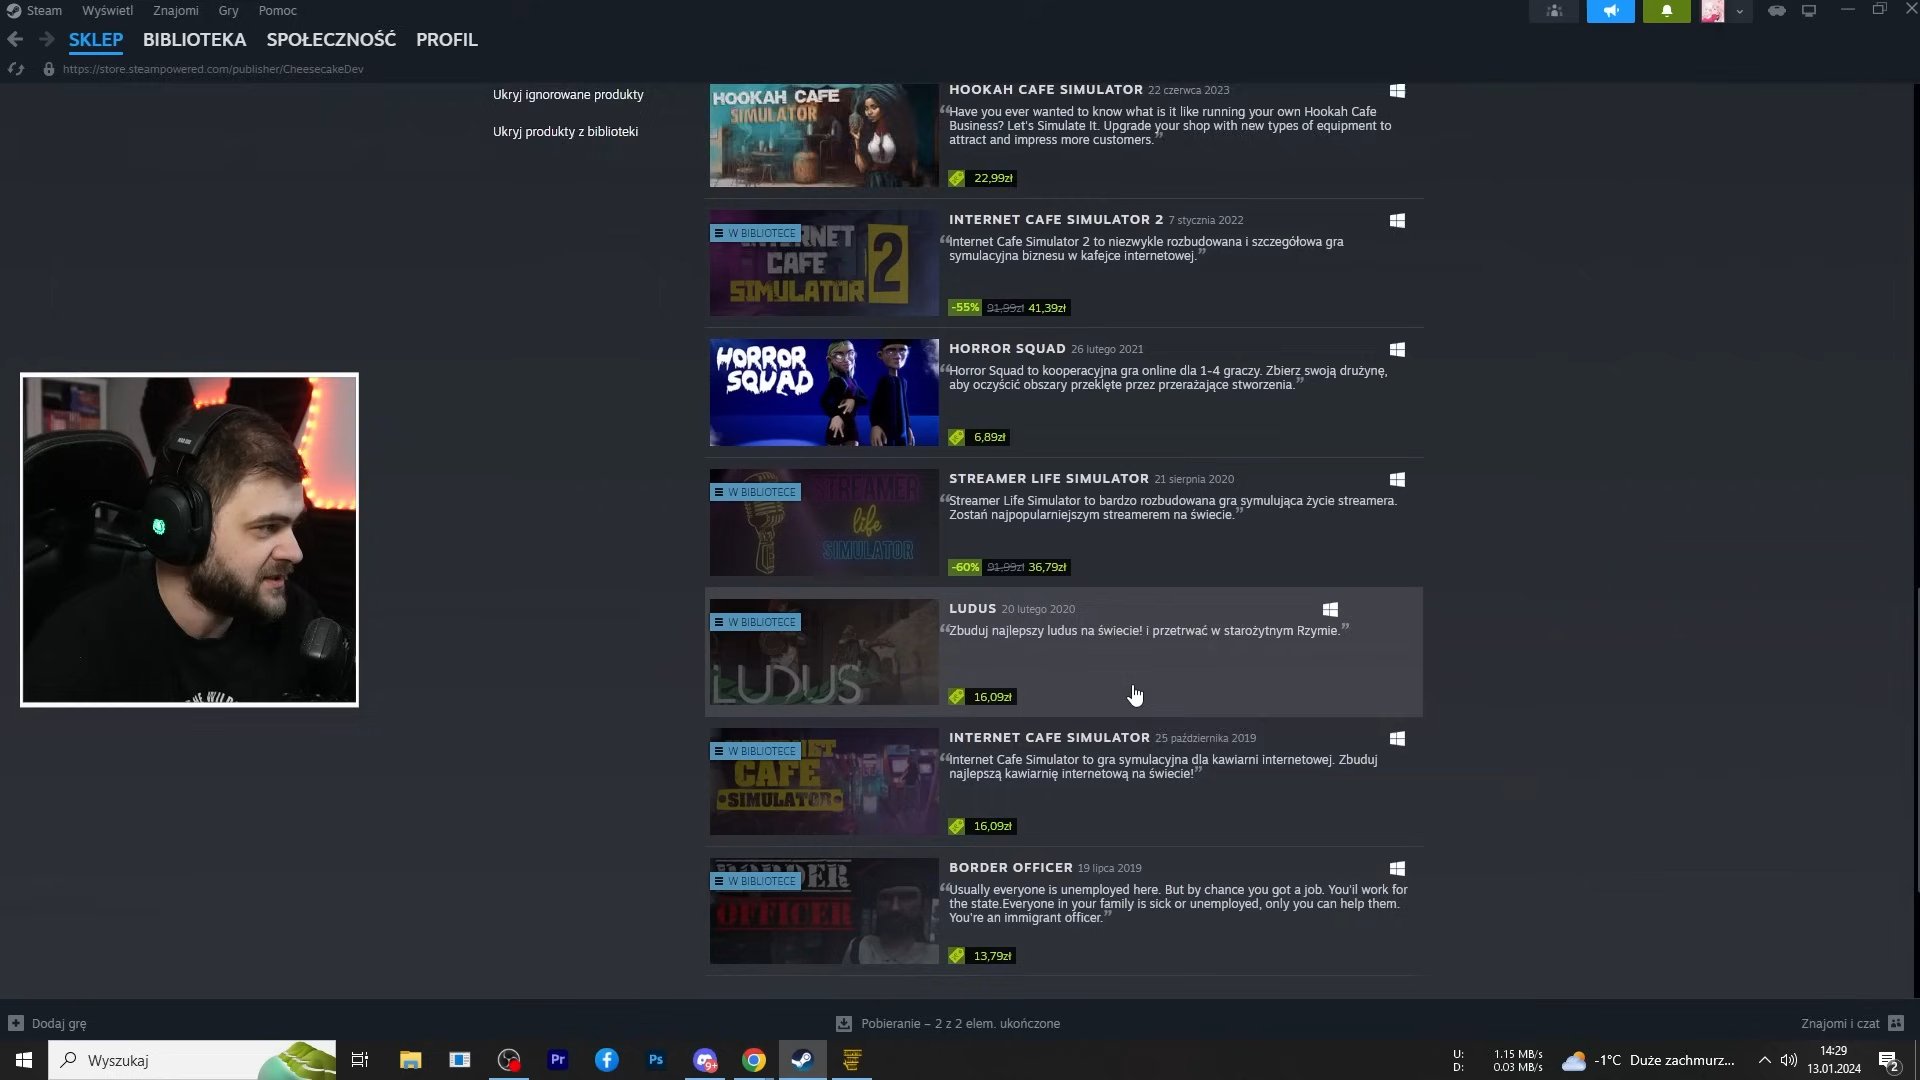 Steam Wyświetl Znajomi Gry Pomoc
SKLEP BIBLIOTEKA SPOŁECZNOŚĆ PROFIL
https://store.steampowered.com/publisher/CheesecakeDev
Ukryj ignorowane produkty
Ukryj produkty z biblioteki
HOOKAH CAFE
SIMULATOR
HOOKAH CAFE SIMULATOR 22 czerwca 2023
“Have you ever wanted to know what is it like running your own Hookah Cafe
Business? Let's Simulate It. Upgrade your shop with new types of equipment to
attract and impress more customers.”
22,99zł
W BIBLIOTECE
INTERNET
CAFE
SIMULATOR 2
INTERNET CAFE SIMULATOR 2 7 stycznia 2022
“Internet Cafe Simulator 2 to niezwykle rozbudowana i szczegółowa gra
symulacyjna biznesu w kafejce internetowej.”
-55% 91,99zł 41,39zł
HORROR
SQUAD
HORROR SQUAD 26 lutego 2021
“Horror Squad to kooperacyjna gra online dla 1-4 graczy. Zbierz swoją drużynę,
aby oczyścić obszary przeklęte przez przerażające stworzenia.”
6,89zł
W BIBLIOTECE
STREAMER
life
SIMULATOR
STREAMER LIFE SIMULATOR 21 sierpnia 2020
“Streamer Life Simulator to bardzo rozbudowana gra symulująca życie streamera.
Zostań najpopularniejszym streamerem na świecie.”
-60% 91,99zł 36,79zł
W BIBLIOTECE
LUDUS
LUDUS 20 lutego 2020
“Zbuduj najlepszy ludus na świecie! i przetrwać w starożytnym Rzymie.”
16,09zł
W BIBLIOTECE
CAFE
SIMULATOR
INTERNET CAFE SIMULATOR 25 października 2019
“Internet Cafe Simulator to gra symulacyjna dla kawiarni internetowej. Zbuduj
najlepszą kawiarnię internetową na świecie!”
16,09zł
W BIBLIOTECE
BORDER
OFFICER
BORDER OFFICER 19 lipca 2019
“Usually everyone is unemployed here. But by chance you got a job. You'il work for
the state.Everyone in your family is sick or unemployed, only you can help them.
You're an immigrant officer.”
13,79zł
Dodaj grę
Pobieranie – 2 z 2 elem. ukończone
Znajomi i czat
Wyszukaj
Pr
Ps
9+
U: 1.15 MB/s
D: 0.03 MB/s
-1°C Duże zachmurz...
14:29
13.01.2024
2